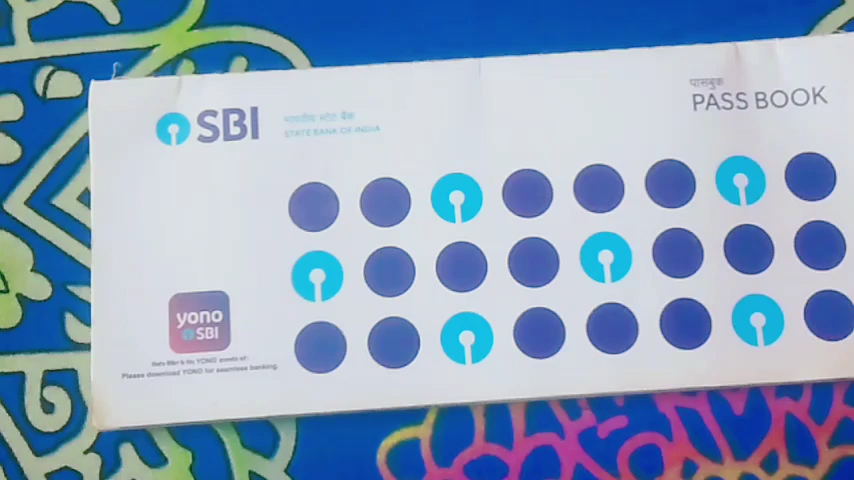 SBI
भारतीय स्टेट बैंक
STATE BANK OF INDIA
पासबुक
PASS BOOK
yono
SBI
Please download YONO for seamless banking.